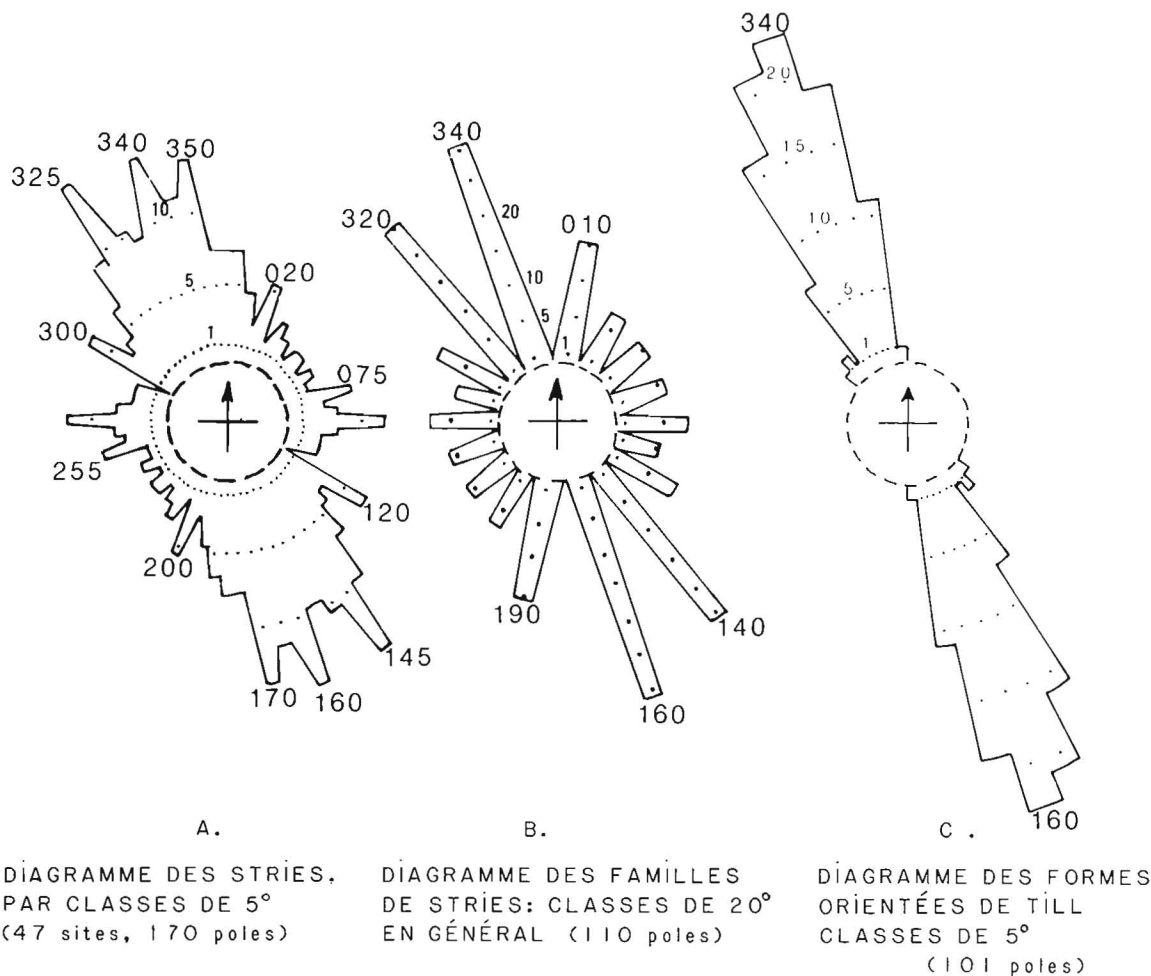 340
350
325
10
5
020
1
300
075
255
120
200
145
170
160
A.
DIAGRAMME DES STRIES,
PAR CLASSES DE 5°
(47 sites, 170 poles)
340
320
20
010
10
5
1
190
140
160
B.
DIAGRAMME DES FAMILLES
DE STRIES: CLASSES DE 20°
EN GÉNÉRAL (110 poles)
340
20
15
10
5
1
160
C.
DIAGRAMME DES FORMES
ORIENTÉES DE TILL
CLASSES DE 5°
(101 poles)